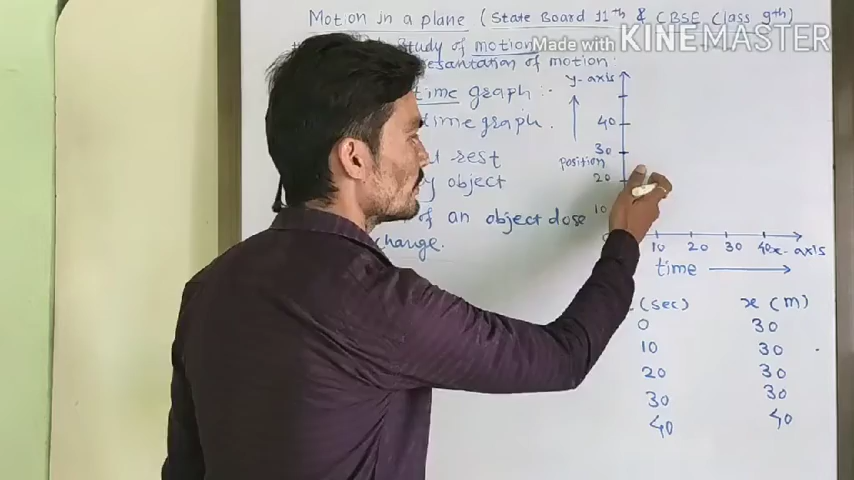 Motion in a plane (State Board 11th & CBSE Class 9th)
Study of motion
Made with KINEMASTER
of motion:
time graph :-
time graph.
rest
object
of an object dose
change.
y-axis
40
30
position
20
10
10 20 30 40 x-axis
time
(sec) x (m)
0 30
10 30
20 30
30 30
40 40